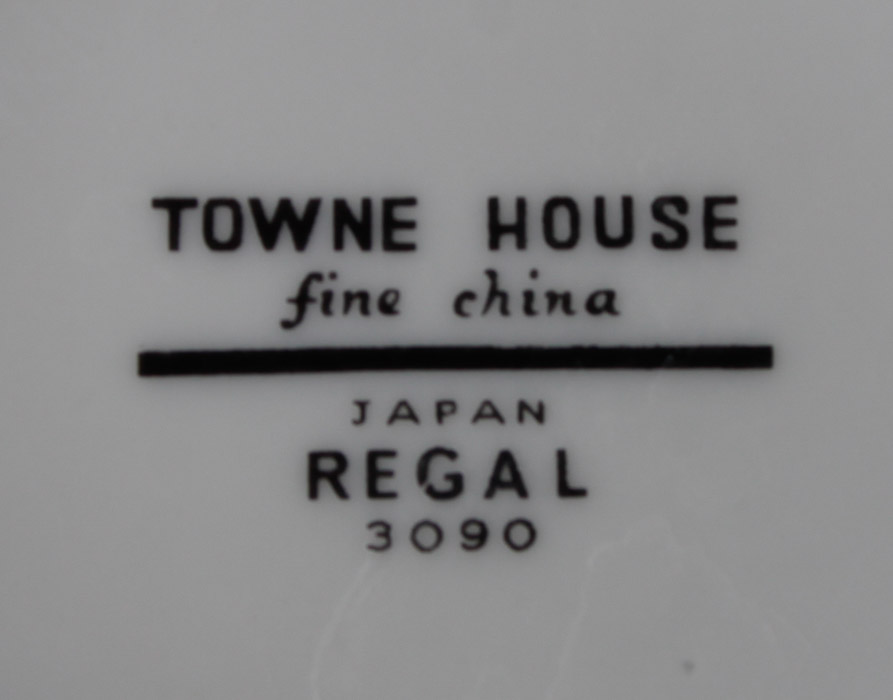 TOWNE HOUSE
fine china
JAPAN
REGAL
3090